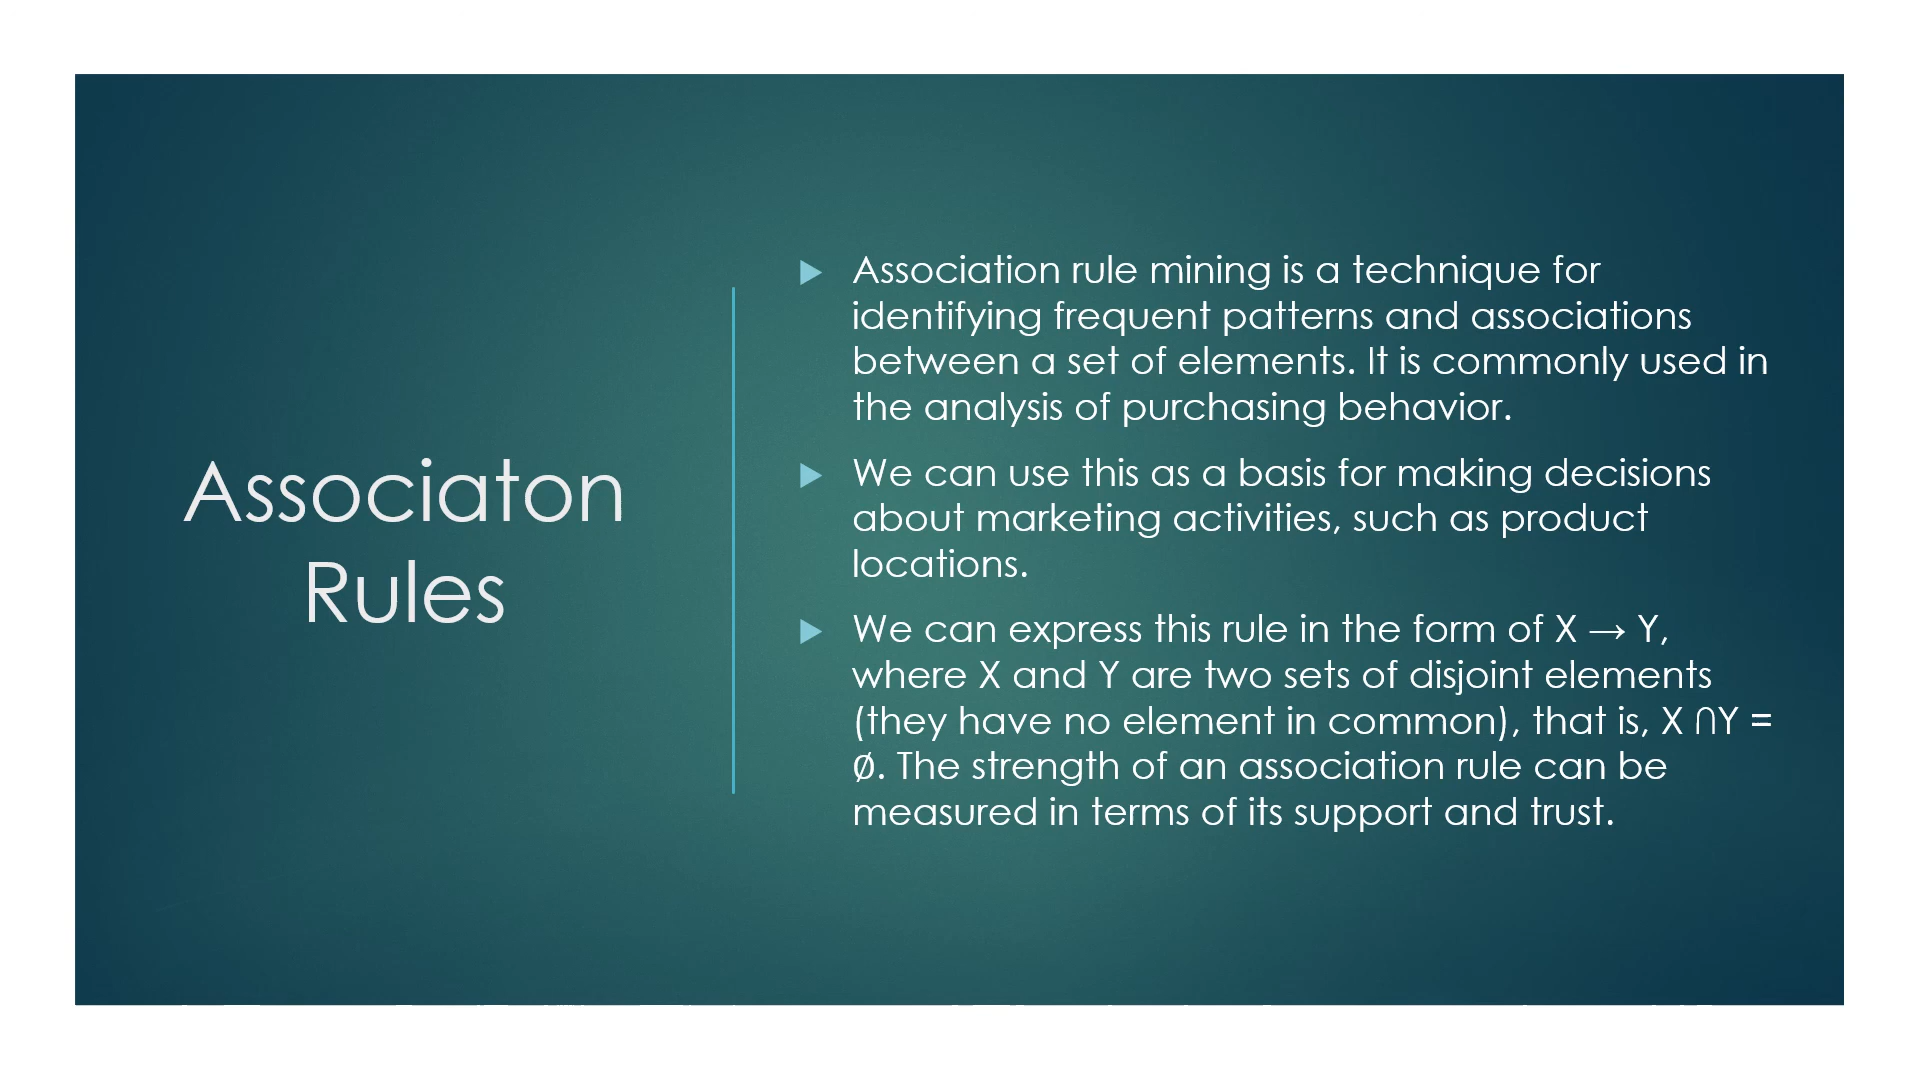 Associaton
Rules
Association rule mining is a technique for
identifying frequent patterns and associations
between a set of elements. It is commonly used in
the analysis of purchasing behavior.
We can use this as a basis for making decisions
about marketing activities, such as product
locations.
We can express this rule in the form of X → Y,
where X and Y are two sets of disjoint elements
(they have no element in common), that is, X ∩Y =
∅. The strength of an association rule can be
measured in terms of its support and trust.